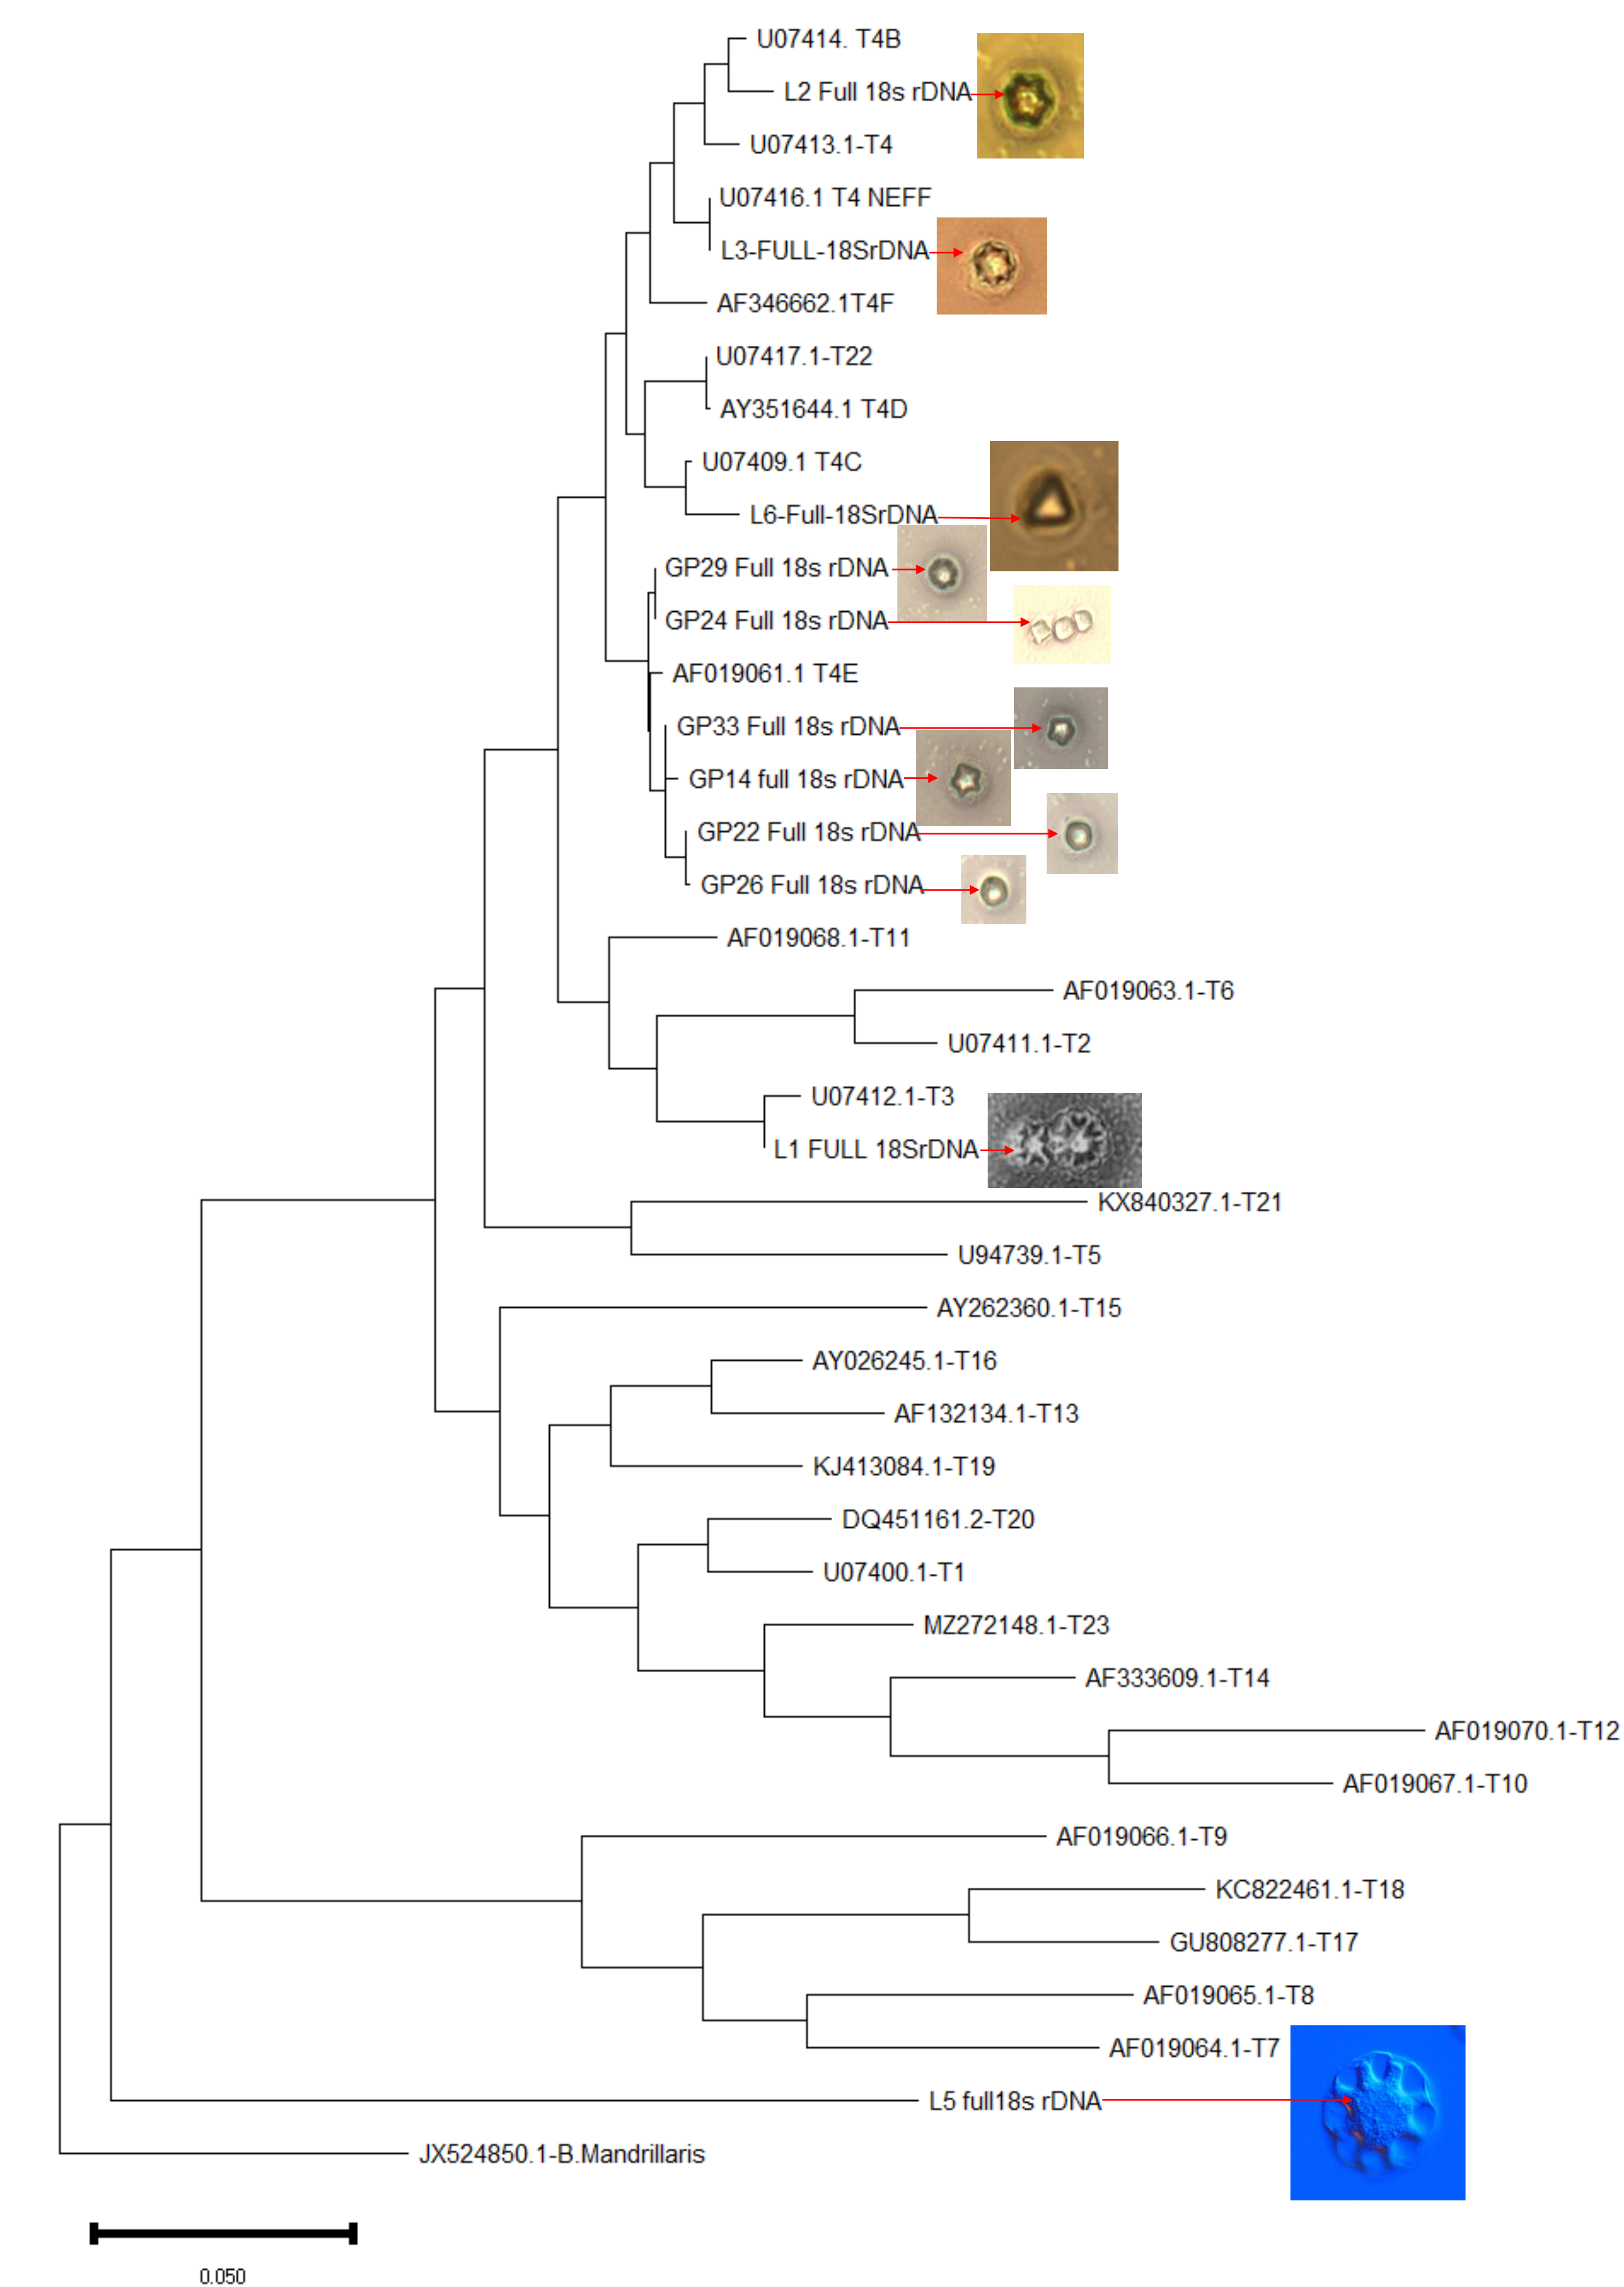 U07414. T4B
L2 Full 18s rDNA
U07413.1-T4
U07416.1 T4 NEFF
L3-FULL-18SrDNA
AF346662.1T4F
U07417.1-T22
AY351644.1 T4D
U07409.1 T4C
L6-Full-18SrDNA
GP29 Full 18s rDNA
GP24 Full 18s rDNA
AF019061.1 T4E
GP33 Full 18s rDNA
GP14 full 18s rDNA
GP22 Full 18s rDNA
GP26 Full 18s rDNA
AF019068.1-T11
AF019063.1-T6
U07411.1-T2
U07412.1-T3
L1 FULL 18SrDNA
KX840327.1-T21
U94739.1-T5
AY262360.1-T15
AY026245.1-T16
AF132134.1-T13
KJ413084.1-T19
DQ451161.2-T20
U07400.1-T1
MZ272148.1-T23
AF333609.1-T14
AF019070.1-T12
AF019067.1-T10
AF019066.1-T9
KC822461.1-T18
GU808277.1-T17
AF019065.1-T8
AF019064.1-T7
L5 full18s rDNA
JX524850.1-B.Mandrillaris
0.050